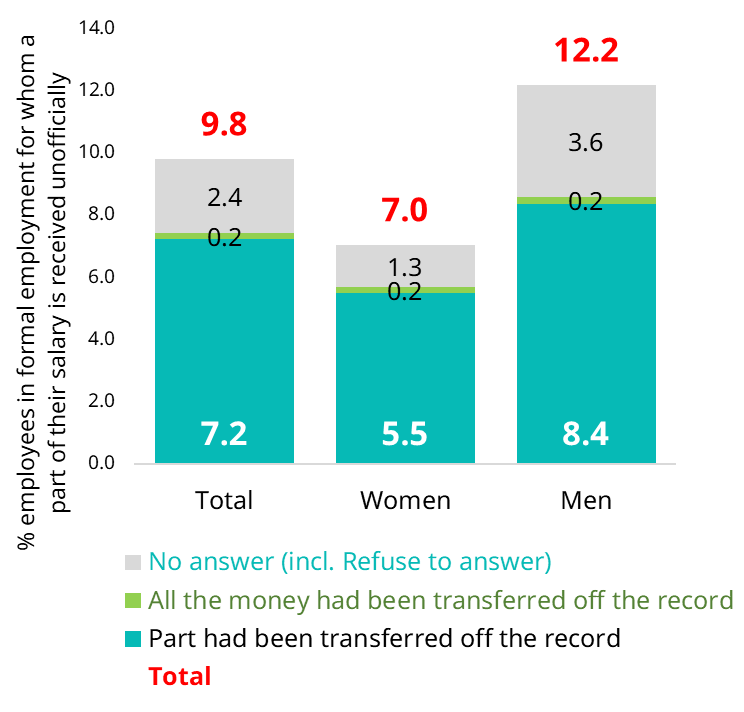 % employees in formal employment for whom a
part of their salary is received unofficially
14.0
12.0
10.0
8.0
6.0
4.0
2.0
0.0
9.8
2.4
0.2
7.2
7.0
1.3
0.2
5.5
12.2
3.6
0.2
8.4
Total
Women
Men
No answer (incl. Refuse to answer)
All the money had been transferred off the record
Part had been transferred off the record
Total